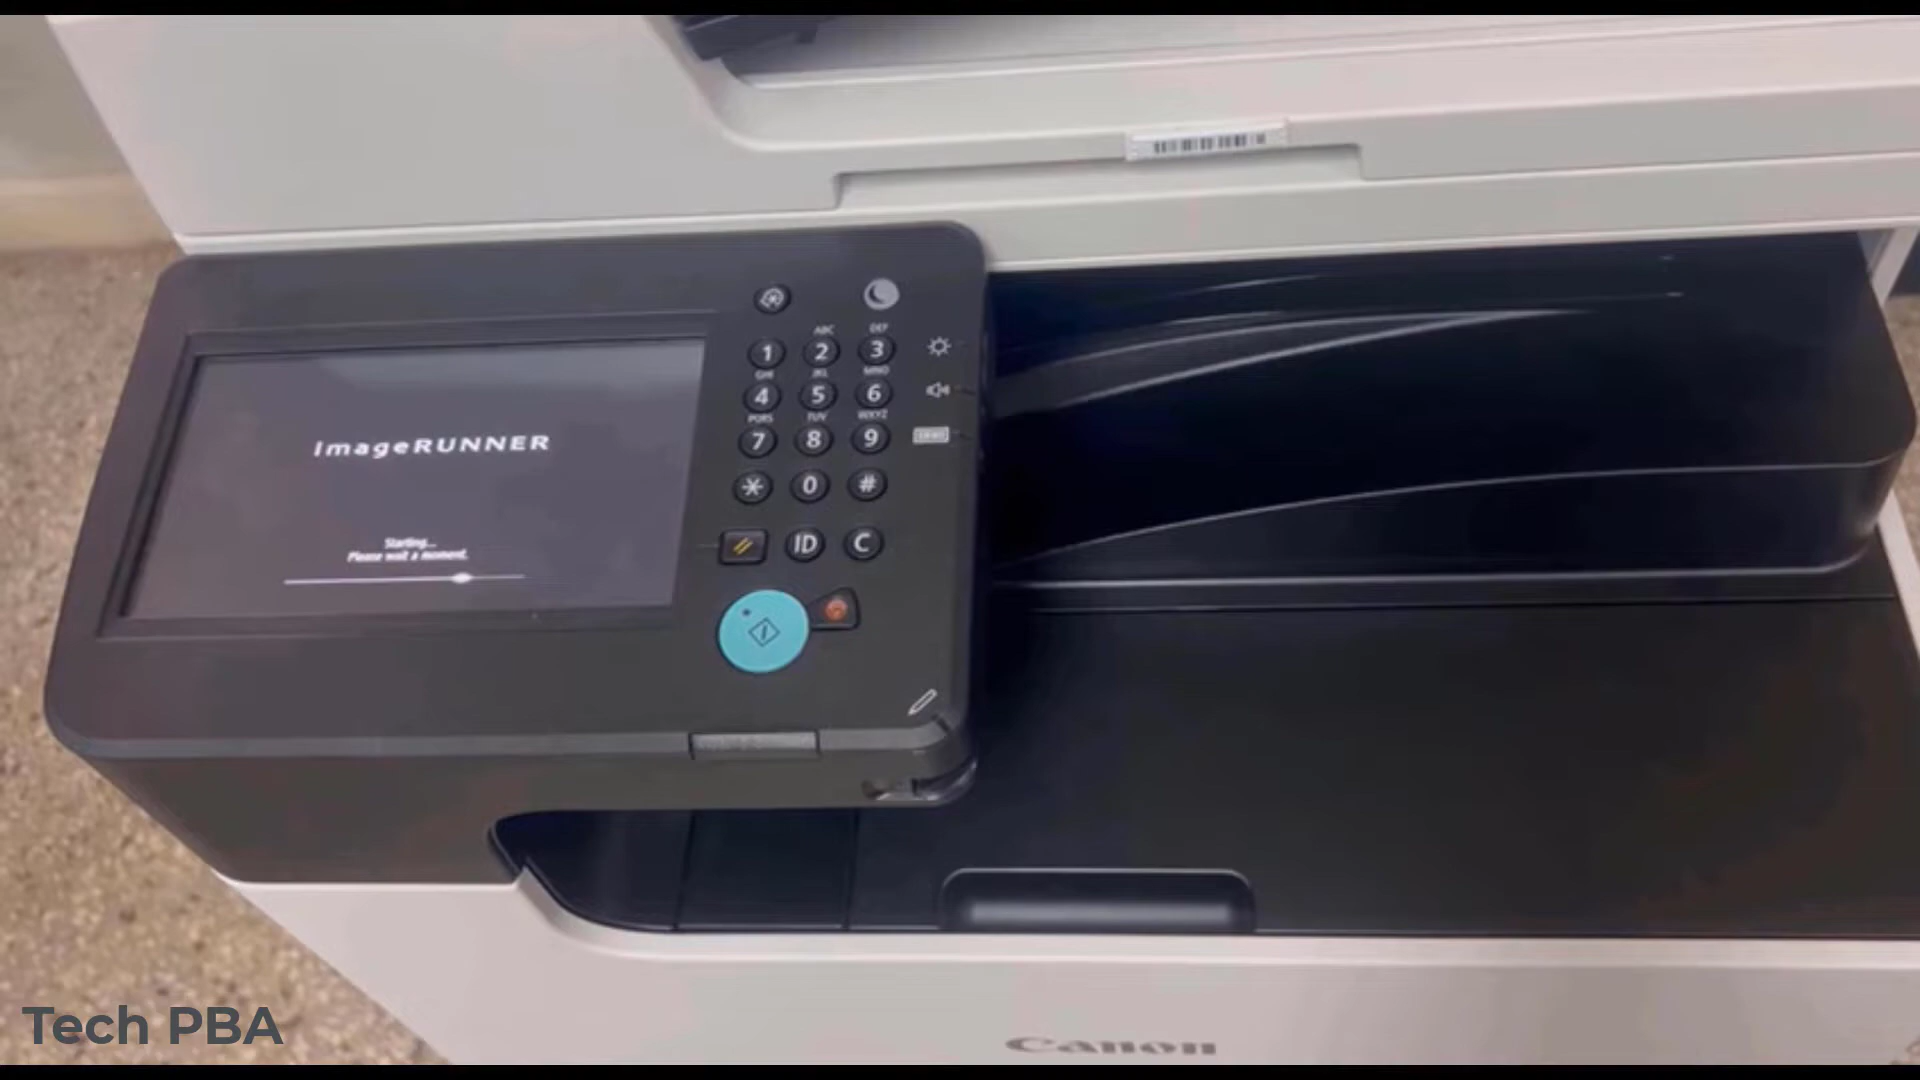 imageRUNNER
Starting...
Please wait a moment.
1
ABC
2
DEF
3
GHI
4
JKL
5
MNO
6
PQRS
7
TUV
8
WXYZ
9
*
0
#
ID
C
Canon
Tech PBA